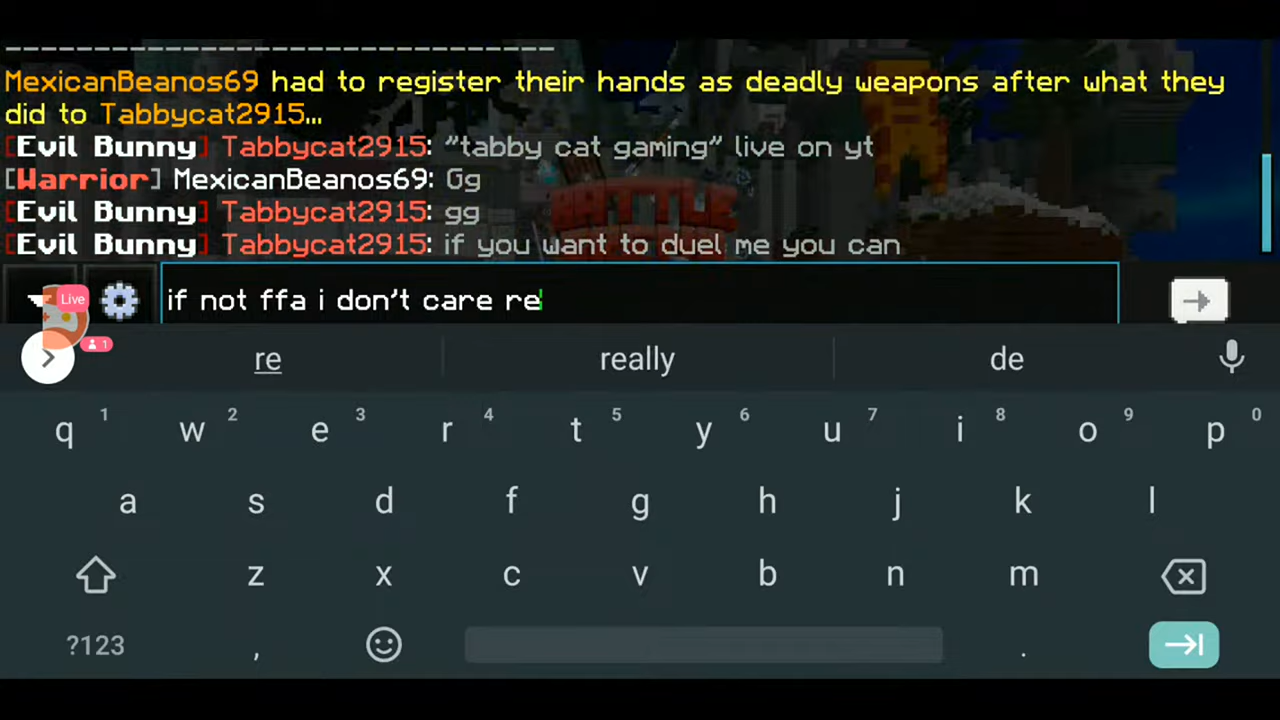 MexicanBeanos69 had to register their hands as deadly weapons after what they
did to Tabbycat2915...
[Evil Bunny] Tabbycat2915: "tabby cat gaming" live on yt
[Warrior] MexicanBeanos69: Gg
[Evil Bunny] Tabbycat2915: gg
[Evil Bunny] Tabbycat2915: if you want to duel me you can
BATTLE
Live
if not ffa i don't care re
1
re really de
q 1 w 2 e 3 r 4 t 5 y 6 u 7 i 8 o 9 p 0
a s d f g h j k l
z x c v b n m
?123 , .